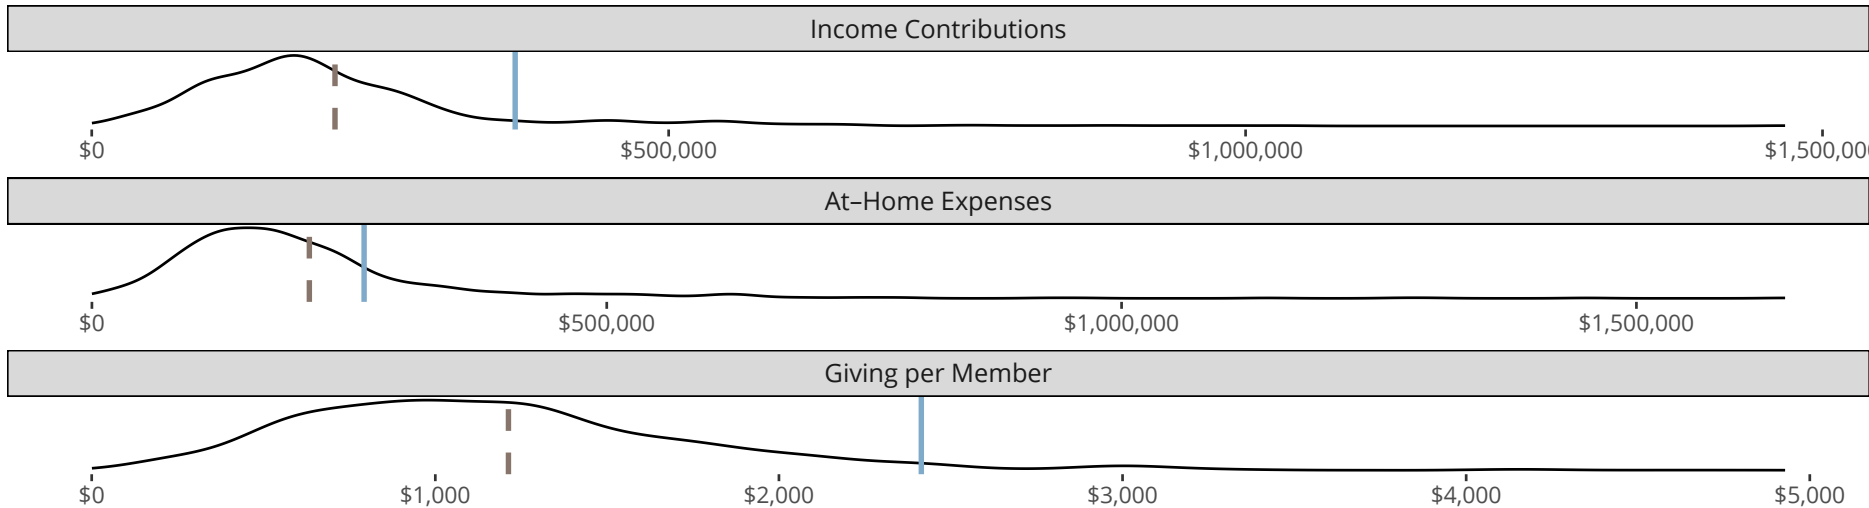 Income Contributions
$0 $500,000 $1,000,000 $1,500,00
At–Home Expenses
$0 $500,000 $1,000,000 $1,500,000
Giving per Member
$0 $1,000 $2,000 $3,000 $4,000 $5,000